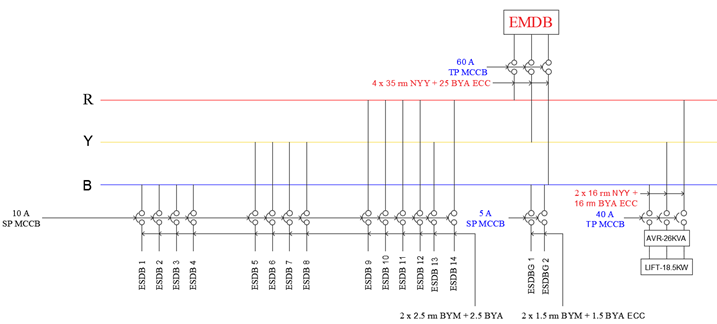 EMDB
60 A
TP MCCB
4 x 35 rm NYY + 25 BYA ECC
R
Y
B
2 x 16 rm NYY +
16 rm BYA ECC
10 A
SP MCCB
5 A
SP MCCB
40 A
TP MCCB
AVR-26KVA
LIFT-18.5KW
ESDB 1
ESDB 2
ESDB 3
ESDB 4
ESDB 5
ESDB 6
ESDB 7
ESDB 8
ESDB 9
ESDB 10
ESDB 11
ESDB 12
ESDB 13
ESDB 14
ESDBG 1
ESDBG 2
2 x 2.5 rm BYM + 2.5 BYA
2 x 1.5 rm BYM + 1.5 BYA ECC